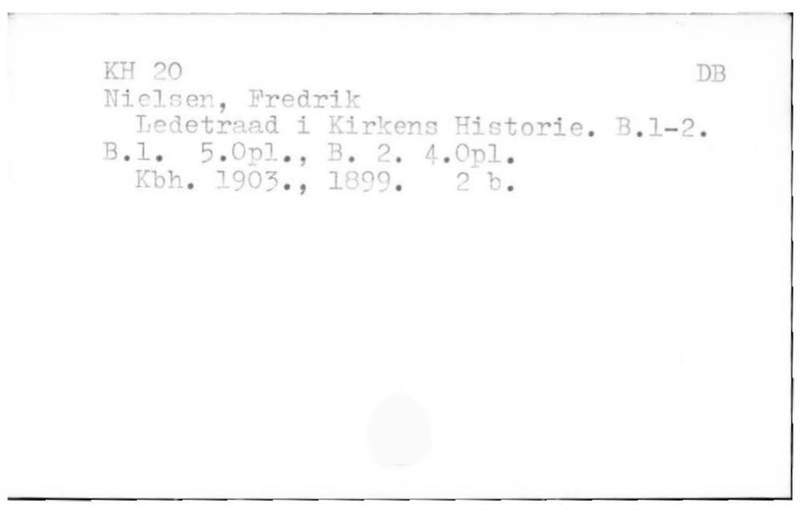 KH 20 DB
Nielsen, Fredrik
Ledetraad i Kirkens Historie. B.1-2.
B.1. 5.Opl., B. 2. 4.Opl.
Kbh. 1903., 1899. 2 b.